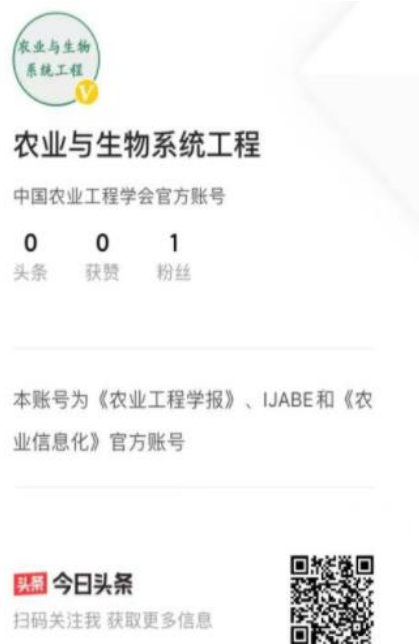 农业与生物
系统工程
V
农业与生物系统工程
中国农业工程学会官方账号
0 0 1
头条 获赞 粉丝
本账号为《农业工程学报》、IJABE和《农
业信息化》官方账号
头条 今日头条
扫码关注我 获取更多信息